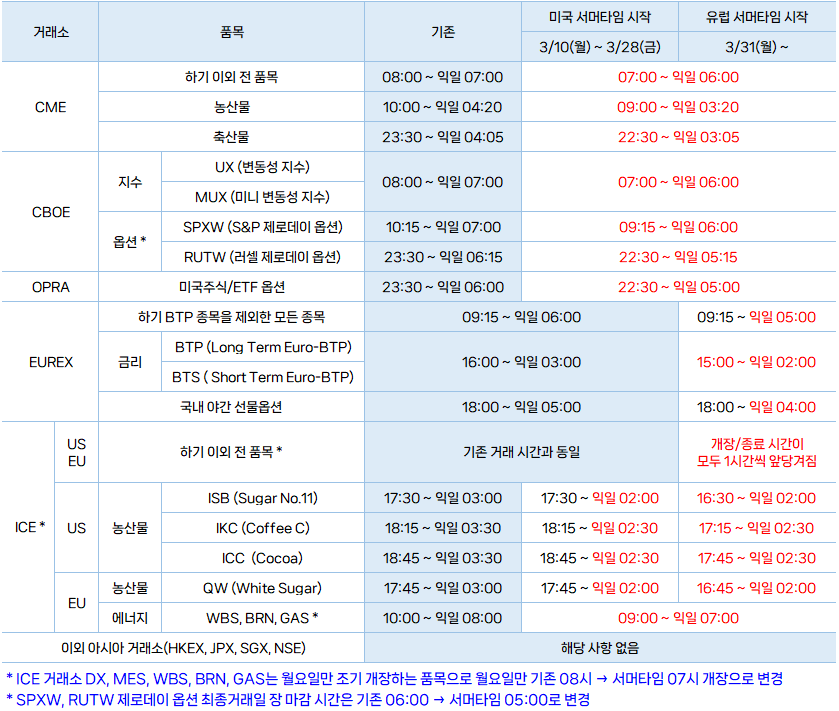 거래소 품목 기존 미국 서머타임 시작 유럽 서머타임 시작
3/10(월) ~ 3/28(금) 3/31(월) ~
CME 하기 이외 전 품목 08:00 ~ 익일 07:00 07:00 ~ 익일 06:00
농산물 10:00 ~ 익일 04:20 09:00 ~ 익일 03:20
축산물 23:30 ~ 익일 04:05 22:30 ~ 익일 03:05
CBOE 지수 UX (변동성 지수) 08:00 ~ 익일 07:00 07:00 ~ 익일 06:00
MUX (미니 변동성 지수)
옵션 * SPXW (S&P 제로데이 옵션) 10:15 ~ 익일 07:00 09:15 ~ 익일 06:00
RUTW (러셀 제로데이 옵션) 23:30 ~ 익일 06:15 22:30 ~ 익일 05:15
OPRA 미국주식/ETF 옵션 23:30 ~ 익일 06:00 22:30 ~ 익일 05:00
EUREX 하기 BTP 종목을 제외한 모든 종목 09:15 ~ 익일 06:00 09:15 ~ 익일 05:00
금리 BTP (Long Term Euro-BTP) 16:00 ~ 익일 03:00 15:00 ~ 익일 02:00
BTS ( Short Term Euro-BTP)
국내 야간 선물옵션 18:00 ~ 익일 05:00 18:00 ~ 익일 04:00
ICE * US EU 하기 이외 전 품목 * 기존 거래 시간과 동일 개장/종료 시간이
모두 1시간씩 앞당겨짐
US 농산물 ISB (Sugar No.11) 17:30 ~ 익일 03:00 17:30 ~ 익일 02:00 16:30 ~ 익일 02:00
IKC (Coffee C) 18:15 ~ 익일 03:30 18:15 ~ 익일 02:30 17:15 ~ 익일 02:30
ICC (Cocoa) 18:45 ~ 익일 03:30 18:45 ~ 익일 02:30 17:45 ~ 익일 02:30
EU 농산물 QW (White Sugar) 17:45 ~ 익일 03:00 17:45 ~ 익일 02:00 16:45 ~ 익일 02:00
에너지 WBS, BRN, GAS * 10:00 ~ 익일 08:00 09:00 ~ 익일 07:00
이외 아시아 거래소(HKEX, JPX, SGX, NSE) 해당 사항 없음
* ICE 거래소 DX, MES, WBS, BRN, GAS는 월요일만 조기 개장하는 품목으로 월요일만 기존 08시 → 서머타임 07시 개장으로 변경
* SPXW, RUTW 제로데이 옵션 최종거래일 장 마감 시간은 기존 06:00 → 서머타임 05:00로 변경